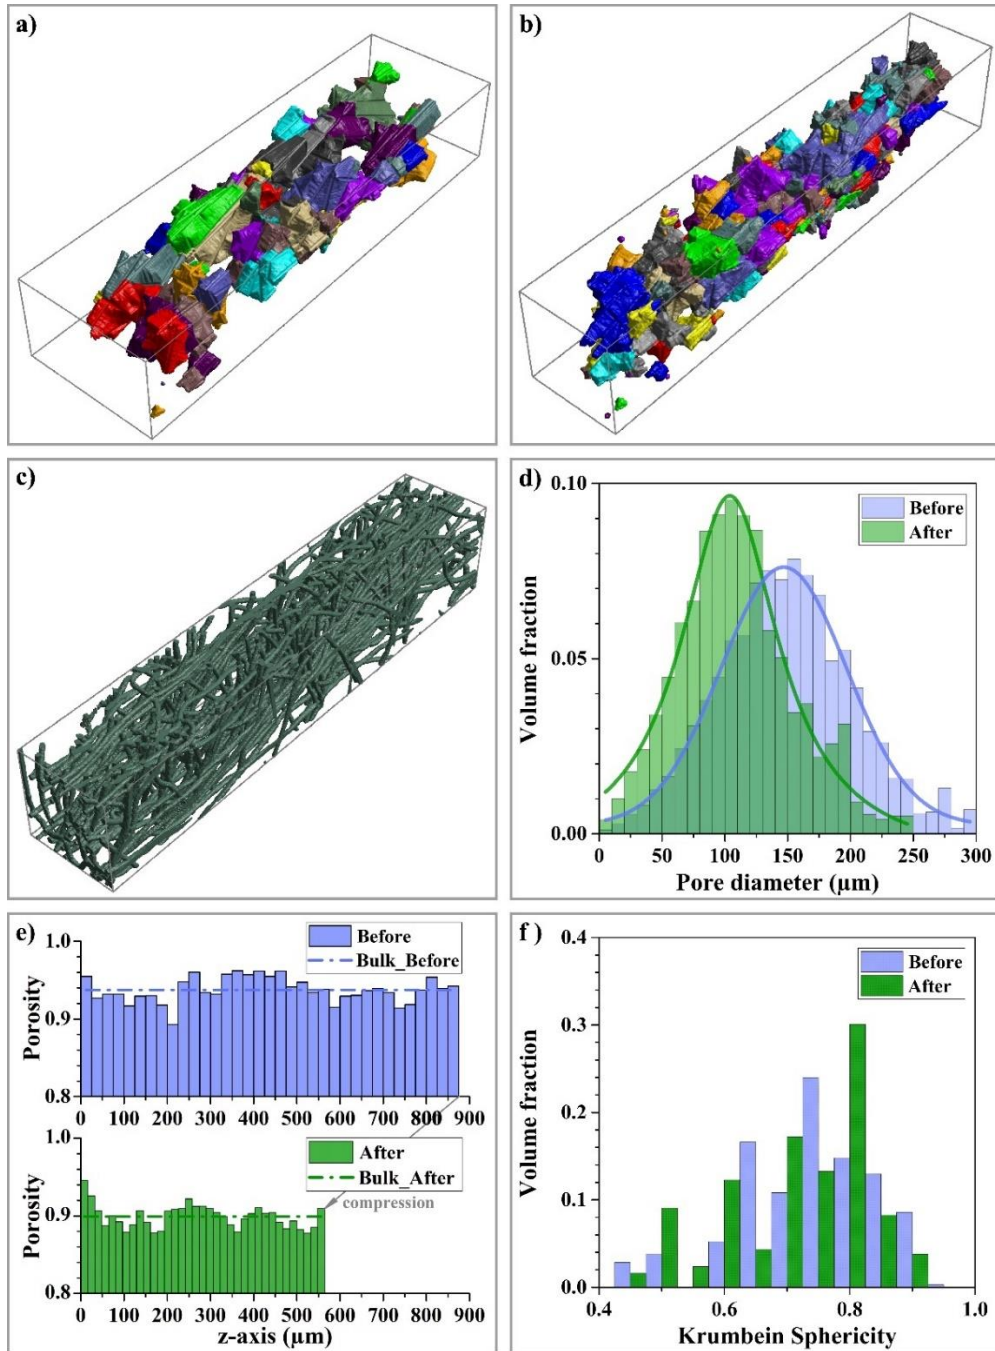 a)
b)
c)
d)
0.10
0.05
0.00
Volume fraction
Before
After
0 50 100 150 200 250 300
Pore diameter (µm)
e)
1.0
0.9
0.8
Porosity
Before
Bulk_Before
0 100 200 300 400 500 600 700 800 900
1.0
0.9
0.8
Porosity
After
Bulk_After
compression
0 100 200 300 400 500 600 700 800 900
z-axis (µm)
f )
0.4
0.3
0.2
0.1
0.0
Volume fraction
Before
After
0.4 0.6 0.8 1.0
Krumbein Sphericity